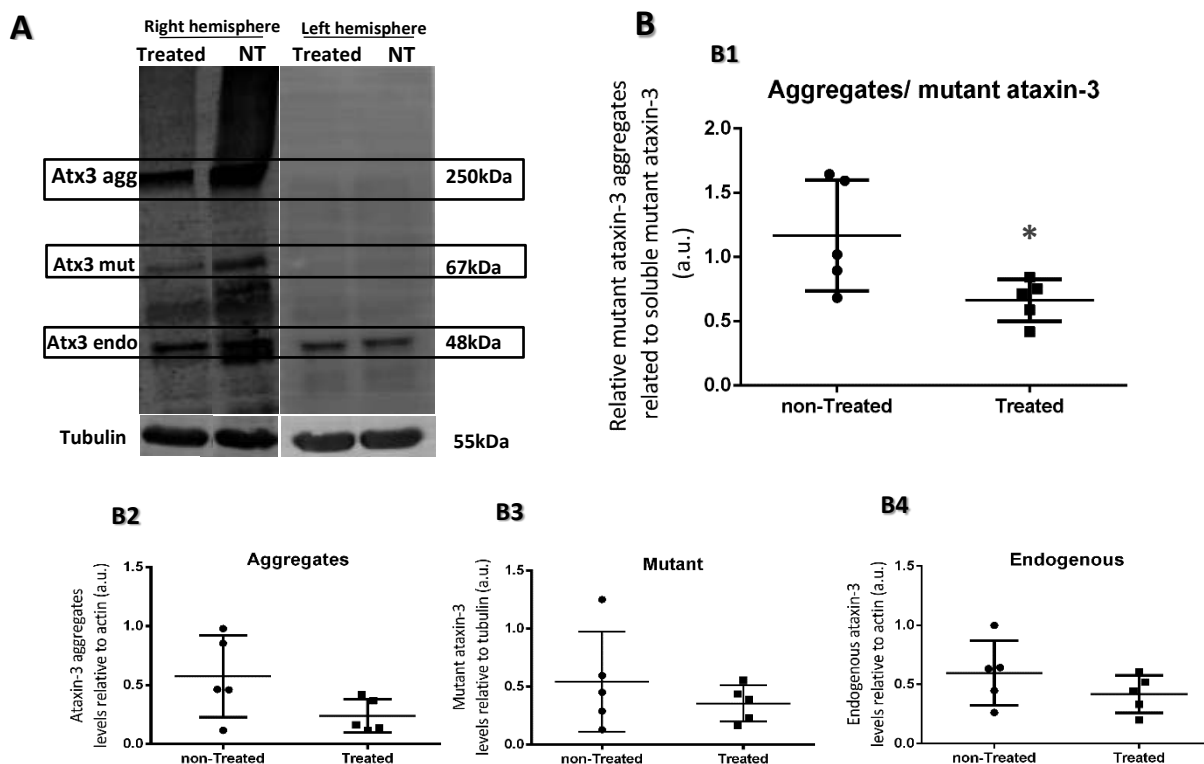 A
Right hemisphere
Left hemisphere
Treated NT Treated NT
Atx3 agg 250kDa
Atx3 mut 67kDa
Atx3 endo 48kDa
Tubulin 55kDa
B
B1
Aggregates/ mutant ataxin-3
Relative mutant ataxin-3 aggregates
related to soluble mutant ataxin-3
(a.u.)
2.0
1.5
1.0
0.5
0.0
*
non-Treated Treated
B2
Aggregates
Ataxin-3 aggregates
levels relative to actin (a.u.)
1.5
1.0
0.5
0.0
non-Treated Treated
B3
Mutant
Mutant ataxin-3
levels relative to tubulin (a.u.)
1.5
1.0
0.5
0.0
non-Treated Treated
B4
Endogenous
Endogenous ataxin-3
levels relative to actin (a.u.)
1.5
1.0
0.5
0.0
non-Treated Treated